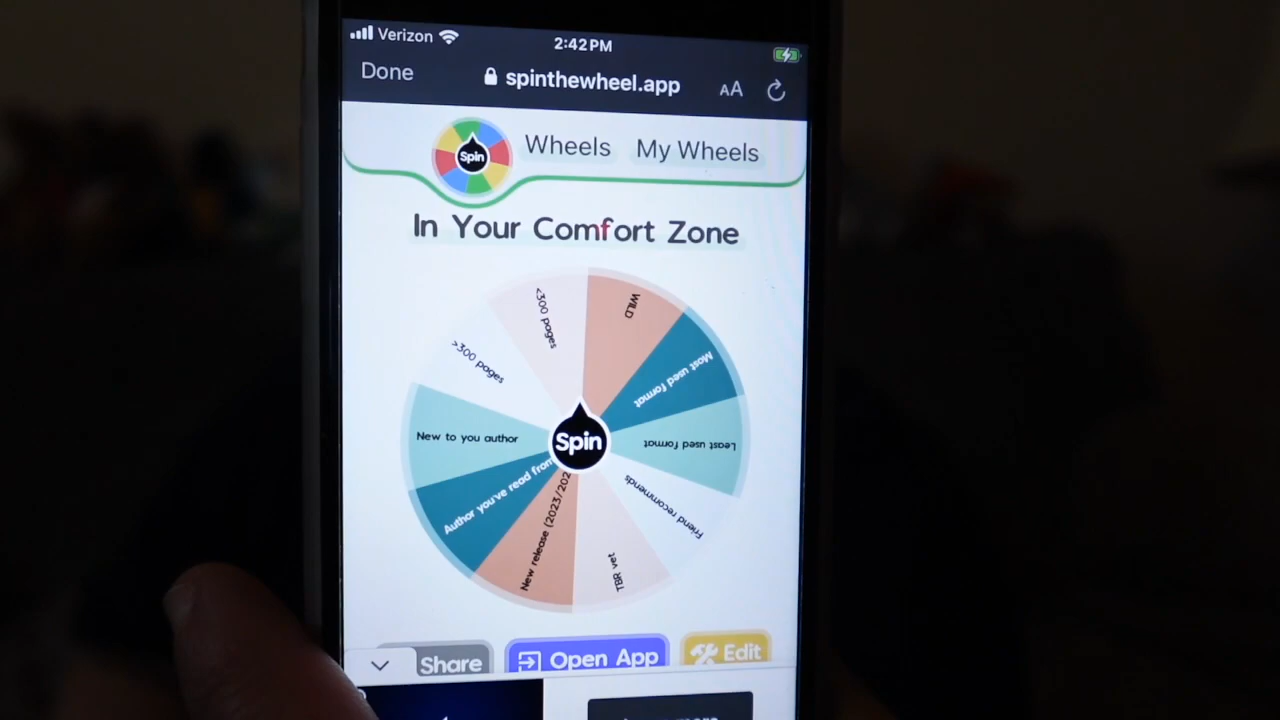 Verizon
2:42 PM
Done
spinthewheel.app
AA
Spin
Wheels
My Wheels
In Your Comfort Zone
WILD
Most used format
Least used format
Friend recommends
TBR vet
New release (2023/202
Author you've read from
New to you author
>300 pages
<300 pages
Spin
Share
Open App
Edit